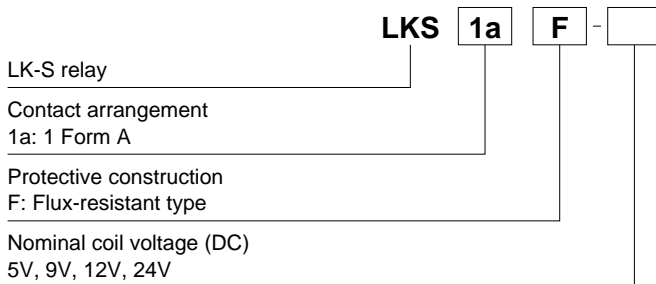 LKS 1a F -
LK-S relay
Contact arrangement
1a: 1 Form A
Protective construction
F: Flux-resistant type
Nominal coil voltage (DC)
5V, 9V, 12V, 24V